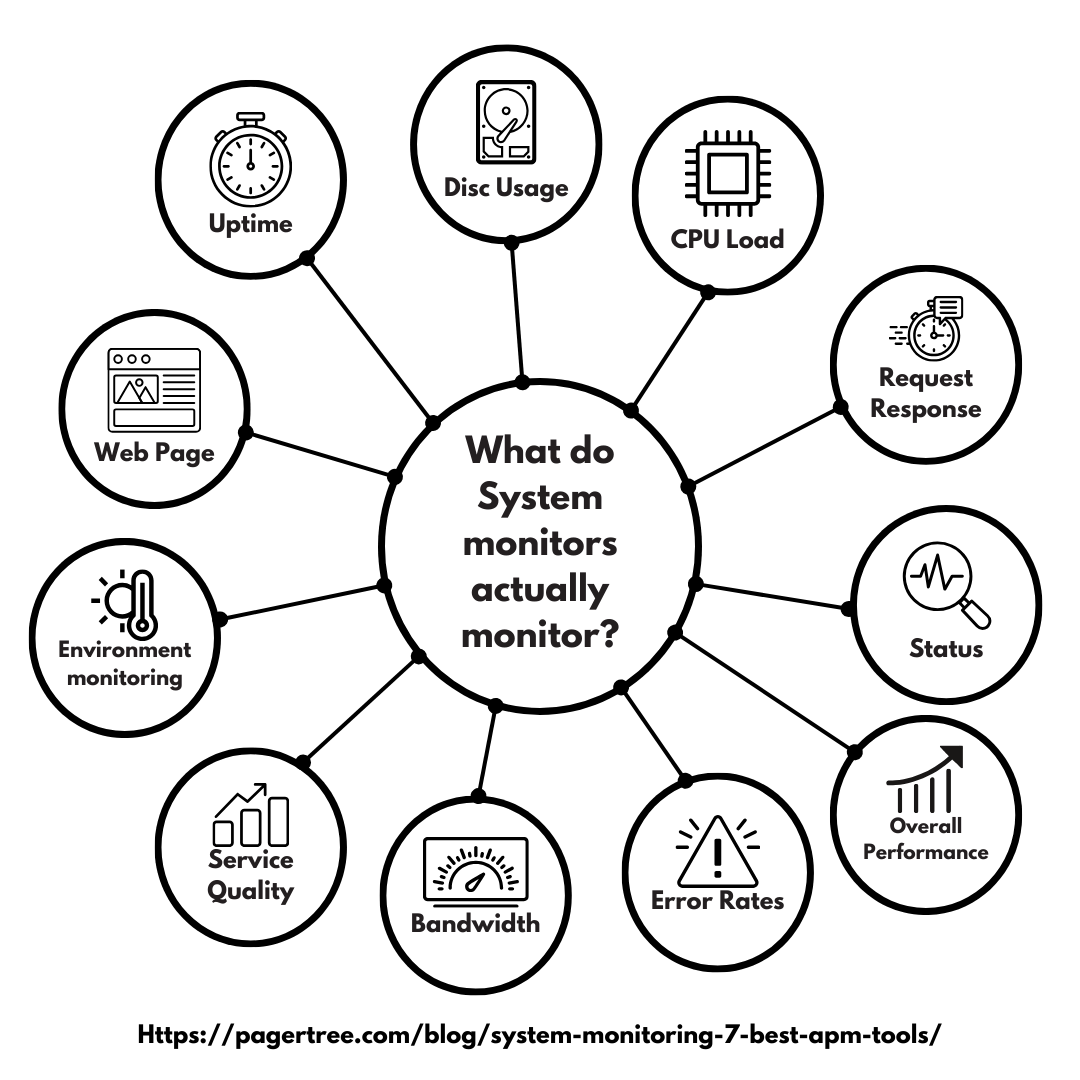 Uptime
Disc Usage
CPU Load
Request
Response
Web Page
What do
System
monitors
actually
monitor?
Environment
monitoring
Status
Service
Quality
Bandwidth
Error Rates
Overall
Performance
Https://pagertree.com/blog/system-monitoring-7-best-apm-tools/